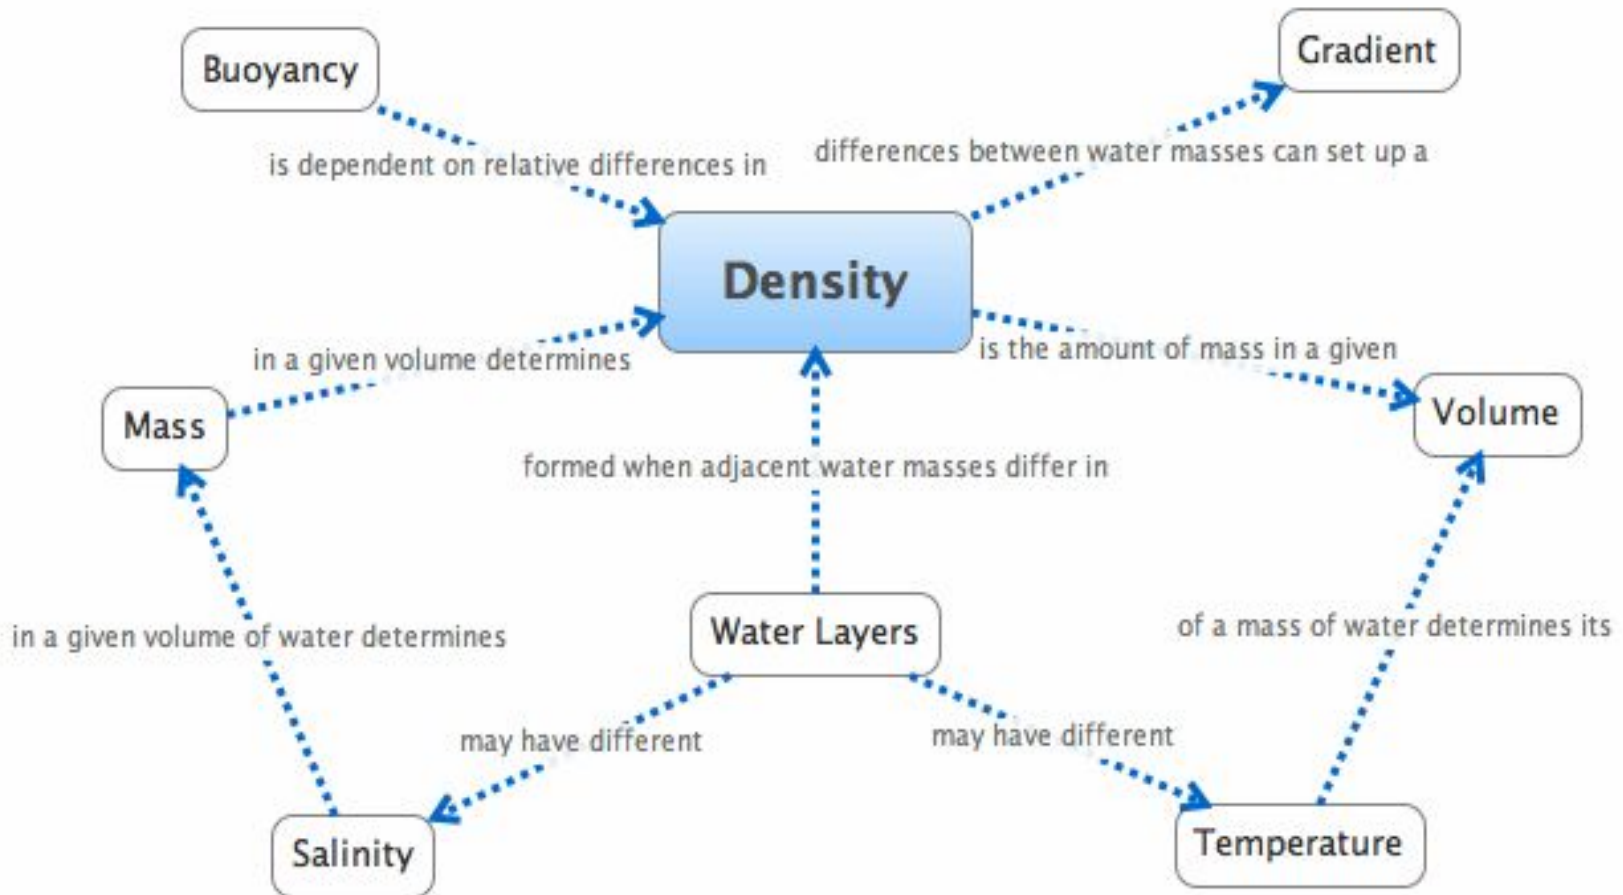 Buoyancy
Gradient
is dependent on relative differences in
differences between water masses can set up a
Density
in a given volume determines
is the amount of mass in a given
Mass
Volume
formed when adjacent water masses differ in
in a given volume of water determines
Water Layers
of a mass of water determines its
may have different
may have different
Salinity
Temperature